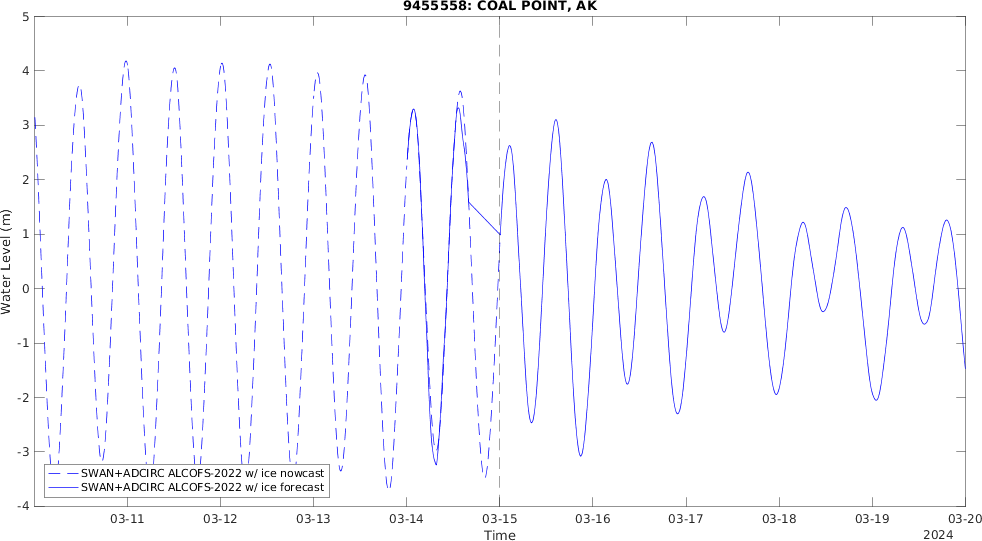 9455558: COAL POINT, AK
5
4
3
2
1
0
-1
-2
-3
-4
Water Level (m)
SWAN+ADCIRC ALCOFS-2022 w/ ice nowcast
SWAN+ADCIRC ALCOFS-2022 w/ ice forecast
03-11 03-12 03-13 03-14 03-15 03-16 03-17 03-18 03-19 03-20
Time
2024